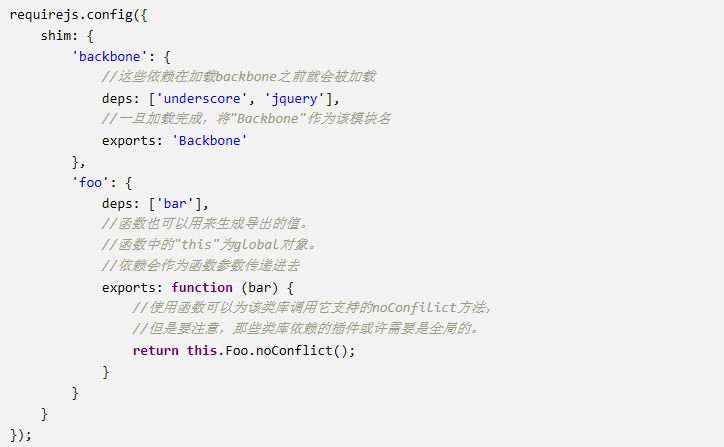 requirejs.config({
    shim: {
        'backbone': {
            //这些依赖在加载backbone之前就会被加载
            deps: ['underscore', 'jquery'],
            //一旦加载完成，将"Backbone"作为该模块名
            exports: 'Backbone'
        },
        'foo': {
            deps: ['bar'],
            //函数也可以用来生成导出的值。
            //函数中的"this"为global对象。
            //依赖会作为函数参数传递进去
            exports: function (bar) {
                //使用函数可以为该类库调用它支持的noConfilict方法，
                //但是要注意，那些类库依赖的插件或许需要是全局的。
                return this.Foo.noConflict();
            }
        }
    }
});